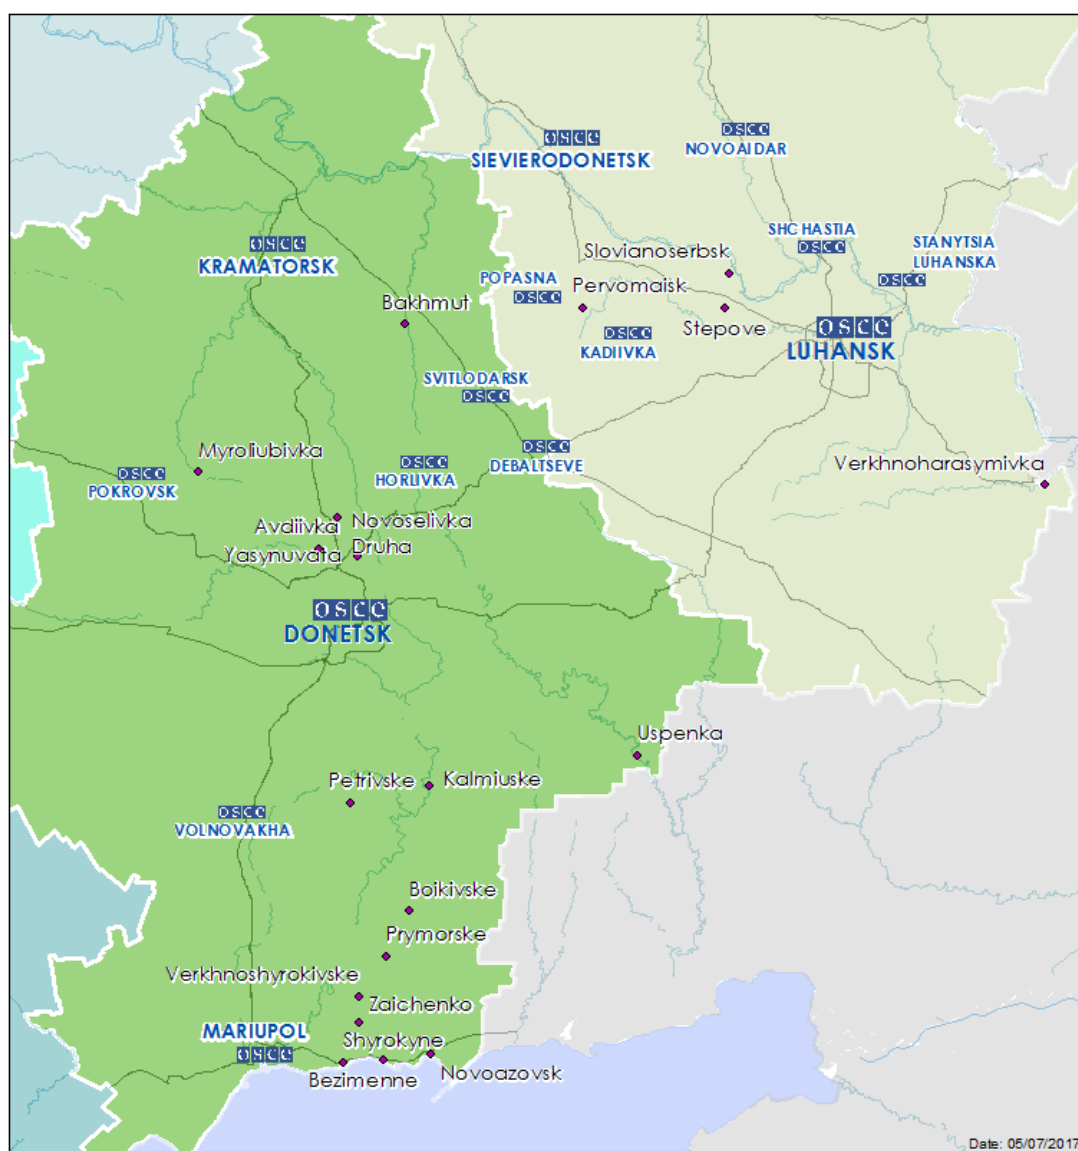 OSCE
SIEVIERODONETSK
OSCE
NOVOAIDAR
SHCHASTIA
OSCE
STANYTSIA
LUHANSKA
OSCE
OSCE
KRAMATORSK
Slovianoserbsk
POPASNA
OSCE
Pervomaisk
Bakhmut
Stepove
OSCE
KADIIVKA
OSCE
LUHANSK
SVITLODARSK
OSCE
Myroliubivka
OSCE
POKROVSK
OSCE
HORLIVKA
OSCE
DEBALTSEVE
Verkhnoharasymivka
Avdiivka
Novoselivka
Druha
Yasynuvata
OSCE
DONETSK
Uspenka
Petrivske
Kalmiuske
OSCE
VOLNOVAKHA
Boikivske
Prymorske
Verkhnoshyrokivske
Zaichenko
MARIUPOL
OSCE
Shyrokyne
Bezimenne
Novoazovsk
Date: 05/07/2017